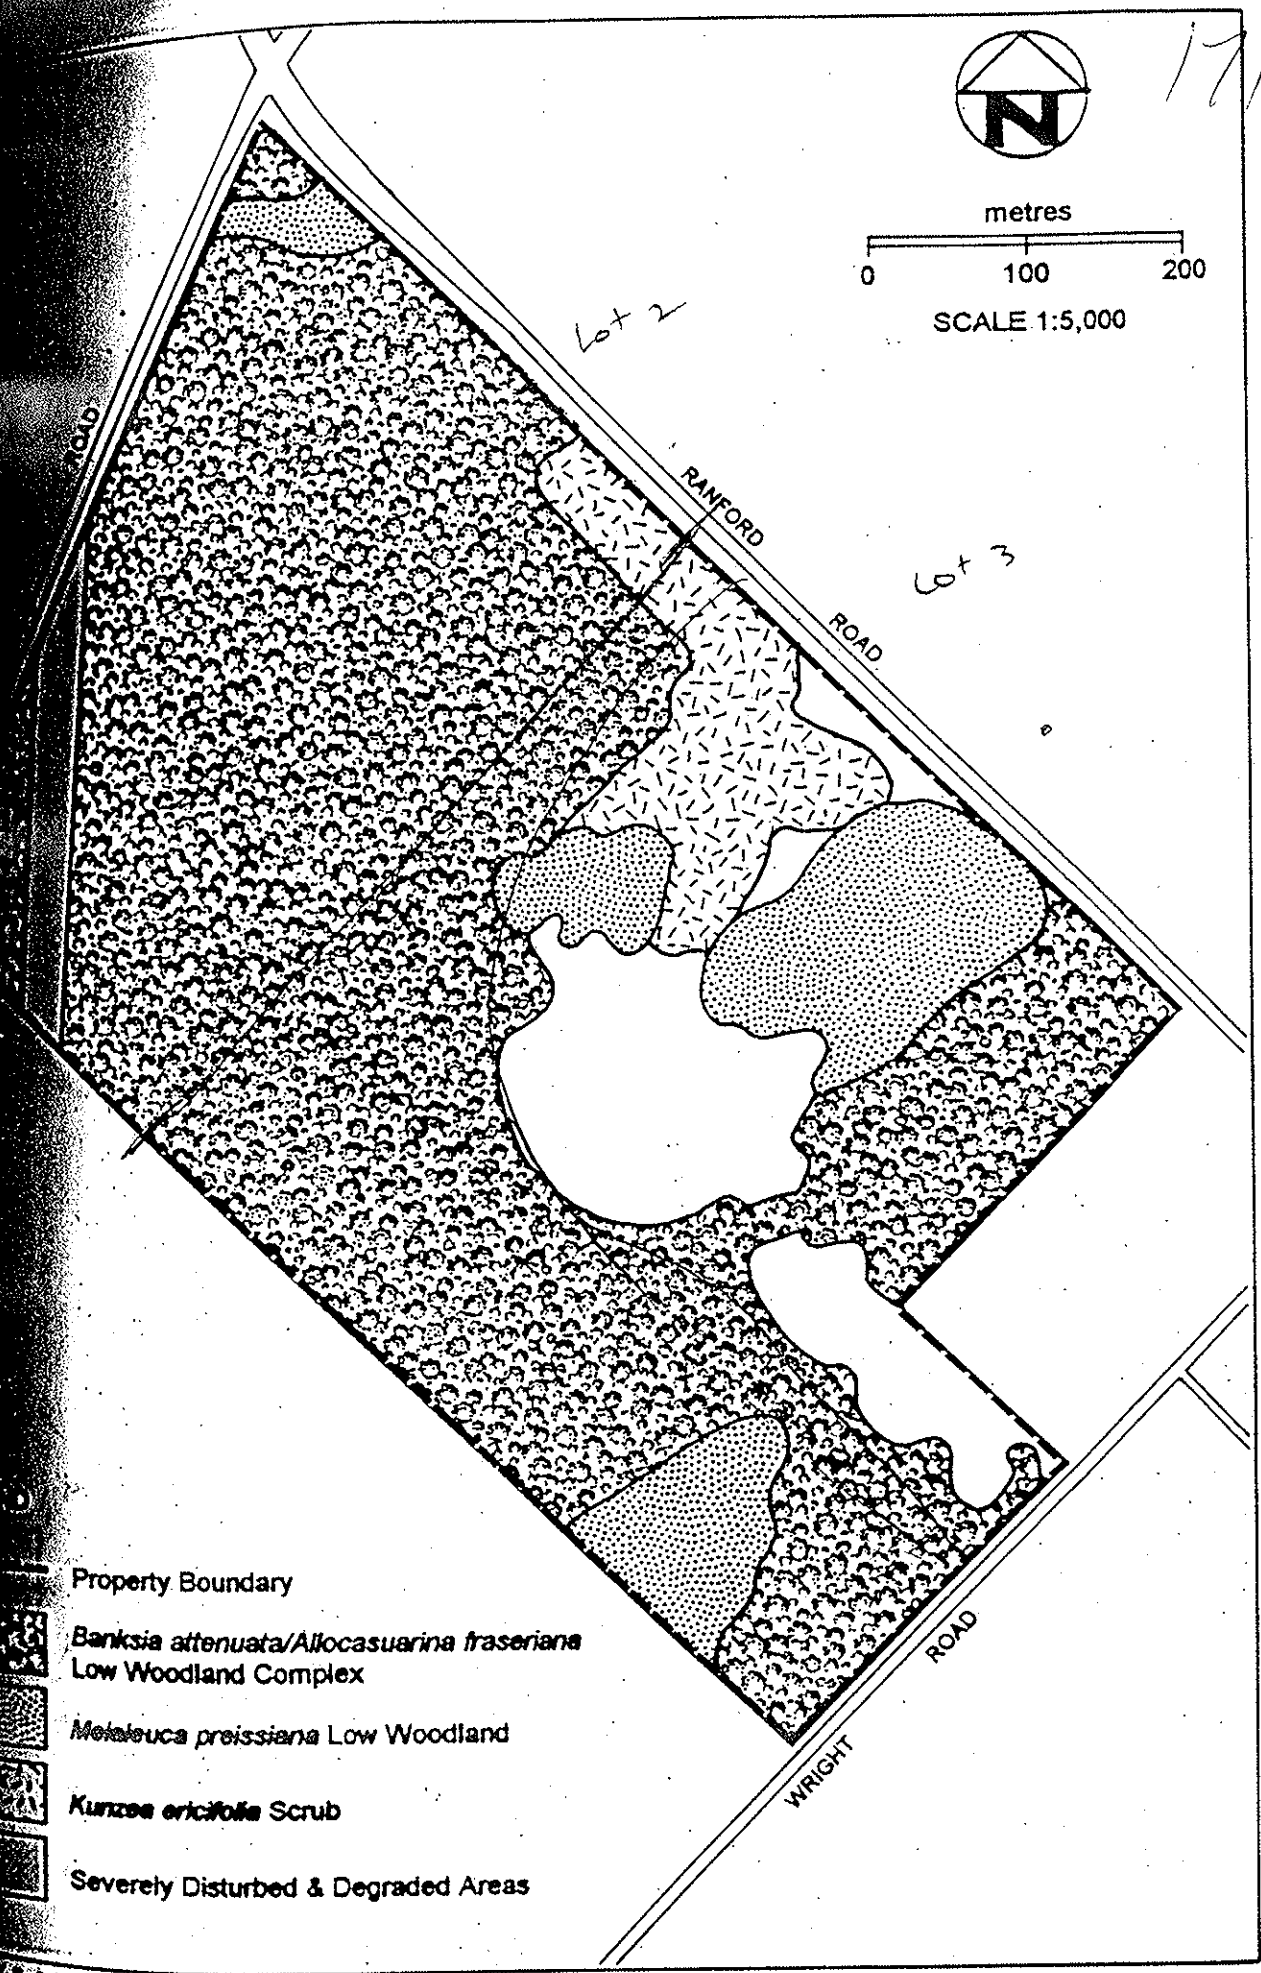 N
17
metres
0 100 200
SCALE 1:5,000
Lot 2
ROAD
RANFORD
Lot 3
ROAD
Property Boundary
Banksia attenuata/Allocasuarina fraseriana
Low Woodland Complex
Melaleuca preissiana Low Woodland
Kunzea ericifolia Scrub
Severely Disturbed & Degraded Areas
WRIGHT
ROAD